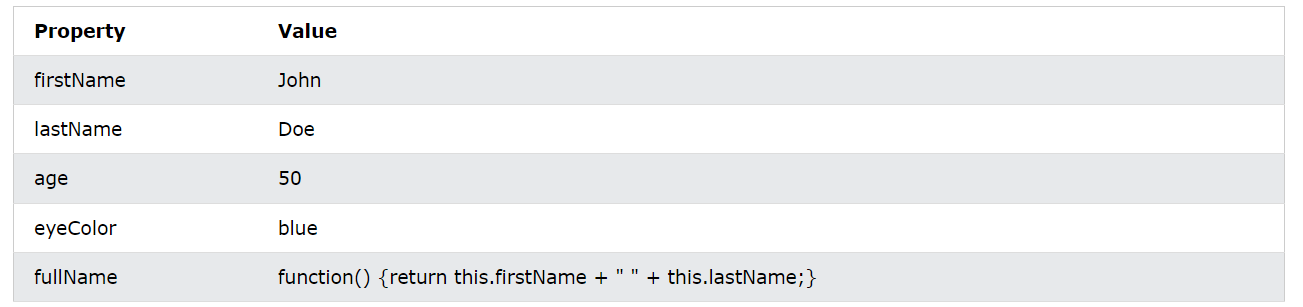 Property Value
firstName John
lastName Doe
age 50
eyeColor blue
fullName function() {return this.firstName + " " + this.lastName;}